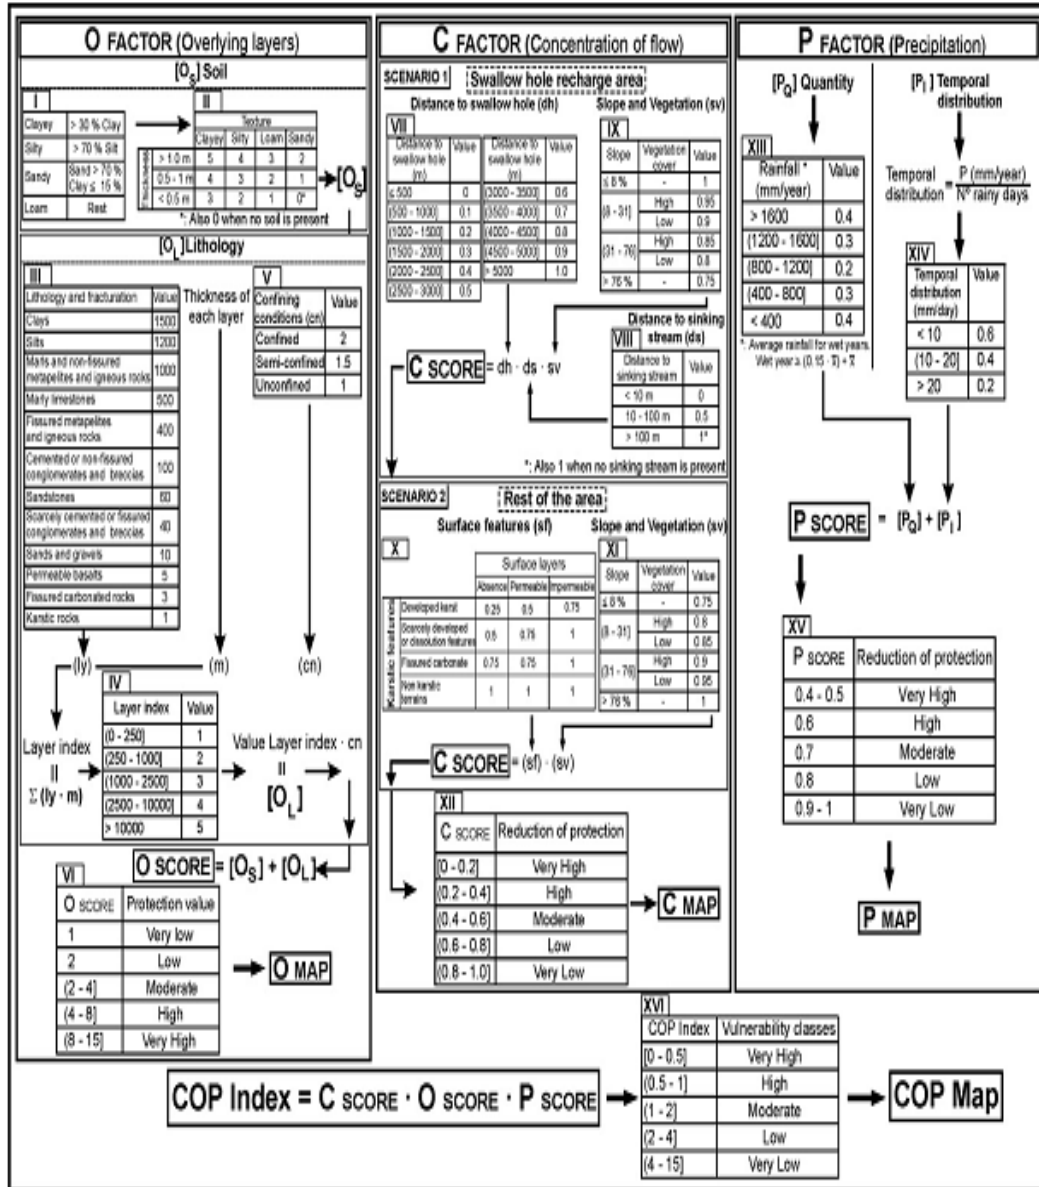 O FACTOR (Overlying layers)
[OS] Soil
I
Clayey > 30 % Clay
Silty > 70 % Silt
Sandy Sand > 70 % Clay ≤ 15 %
Loam Rest
II
Texture
Clayey Silty Loam Sandy
Thickness
> 1.0 m 5 4 3 2
0.5 - 1 m 4 3 2 1
< 0.5 m 3 2 1 0*
[OS]
*: Also 0 when no soil is present
[OL] Lithology
III
Lithology and fracturation Value
Clays 1500
Silts 1200
Marls and non-fissured metapelites and igneous rocks 1000
Marly limestones 500
Fissured metapelites and igneous rocks 400
Cemented or non-fissured conglomerates and breccies 100
Sandstones 60
Scarcely cemented or fissured conglomerates and breccies 40
Sands and gravels 10
Permeable basalts 5
Fissured carbonated rocks 3
Karstic rocks 1
Thickness of
each layer
V
Confining conditions (cn) Value
Confined 2
Semi-confined 1.5
Unconfined 1
(ly) (m) (cn)
IV
Layer index Value
(0 - 250] 1
(250 - 1000] 2
(1000 - 2500] 3
(2500 - 10000] 4
> 10000 5
Layer index
=
Σ (ly · m)
Value Layer index · cn
=
[OL]
O SCORE = [OS] + [OL]
VI
O SCORE Protection value
1 Very low
2 Low
(2 - 4] Moderate
(4 - 8] High
(8 - 15] Very High
O MAP
C FACTOR (Concentration of flow)
SCENARIO 1 Swallow hole recharge area
Distance to swallow hole (dh)
VIII
Distance to swallow hole (m) Value Distance to swallow hole (m) Value
≤ 500 0 (3000 - 3500] 0.6
(500 - 1000] 0.1 (3500 - 4000] 0.7
(1000 - 1500] 0.2 (4000 - 4500] 0.8
(1500 - 2000] 0.3 (4500 - 5000] 0.9
(2000 - 2500] 0.4 > 5000 1.0
(2500 - 3000] 0.5
Slope and Vegetation (sv)
IX
Slope Vegetation cover Value
≤ 8 % - 1
(8 - 31] High 0.95
Low 0.9
(31 - 76] High 0.85
Low 0.8
> 76 % - 0.75
Distance to sinking
stream (ds)
VIII
Distance to sinking stream Value
< 10 m 0
10 - 100 m 0.5
> 100 m 1*
*: Also 1 when no sinking stream is present
C SCORE = dh · ds · sv
SCENARIO 2 Rest of the area
Surface features (sf)
X
Surface layers
Absence Permeable Impermeable
Karstic features
Developed karst 0.25 0.5 0.75
Scarcely developed or dissolution features 0.5 0.75 1
Fissured carbonate 0.75 0.75 1
Non karstic terrains 1 1 1
Slope and Vegetation (sv)
XI
Slope Vegetation cover Value
≤ 8 % - 0.75
(8 - 31] High 0.8
Low 0.85
(31 - 76] High 0.9
Low 0.95
> 76 % - 1
C SCORE = (sf) · (sv)
XII
C SCORE Reduction of protection
[0 - 0.2] Very High
(0.2 - 0.4] High
(0.4 - 0.6] Moderate
(0.6 - 0.8] Low
(0.8 - 1.0] Very Low
C MAP
P FACTOR (Precipitation)
[PQ] Quantity
XIII
Rainfall * (mm/year) Value
> 1600 0.4
(1200 - 1600] 0.3
(800 - 1200] 0.2
(400 - 800] 0.3
< 400 0.4
*: Average rainfall for wet years.
Wet year ≥ (0.15 · x̅) + x̅
[PI] Temporal
distribution
Temporal distribution = P (mm/year) / Nº rainy days
XIV
Temporal distribution (mm/day) Value
< 10 0.6
(10 - 20] 0.4
> 20 0.2
P SCORE = [PQ] + [PI]
XV
P SCORE Reduction of protection
0.4 - 0.5 Very High
0.6 High
0.7 Moderate
0.8 Low
0.9 - 1 Very Low
P MAP
COP Index = C SCORE · O SCORE · P SCORE
XVI
COP Index Vulnerability classes
[0 - 0.5] Very High
(0.5 - 1] High
(1 - 2] Moderate
(2 - 4] Low
(4 - 15] Very Low
COP Map